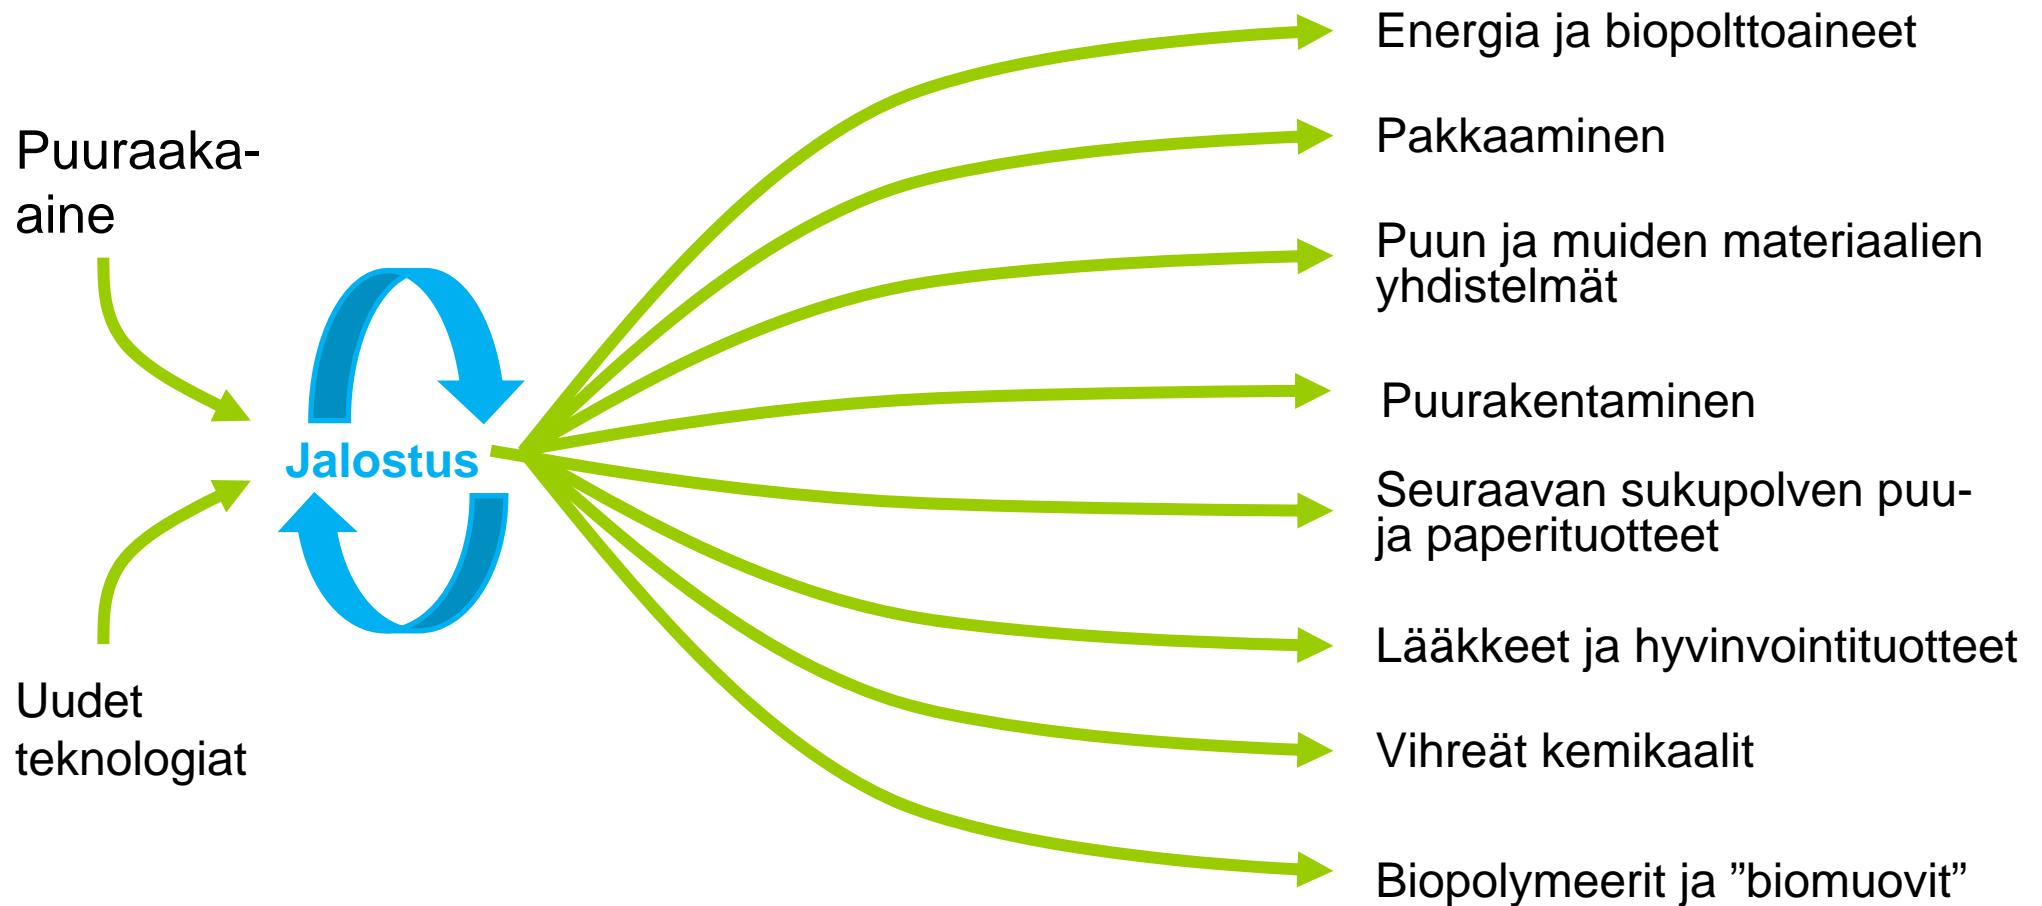 Puuraaka-
aine
Uudet
teknologiat
Jalostus
Energia ja biopolttoaineet
Pakkaaminen
Puun ja muiden materiaalien
yhdistelmät
Puurakentaminen
Seuraavan sukupolven puu-
ja paperituotteet
Lääkkeet ja hyvinvointituotteet
Vihreät kemikaalit
Biopolymeerit ja ”biomuovit”